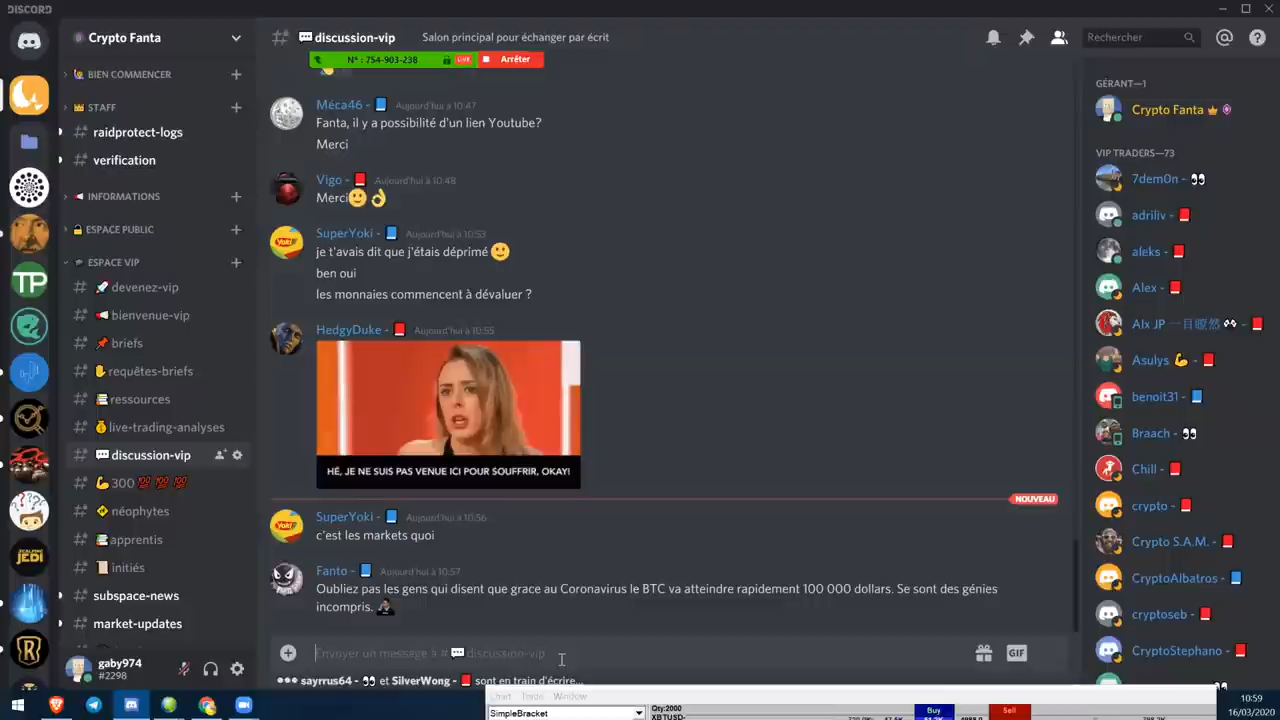 DISCORD
Crypto Fanta
discussion-vip
Salon principal pour échanger par écrit
Rechercher
N° : 754-903-238
LIVE
Arrêter
BIEN COMMENCER
STAFF
raidprotect-logs
verification
INFORMATIONS
ESPACE PUBLIC
ESPACE VIP
devenez-vip
bienvenue-vip
briefs
requêtes-briefs
ressources
live-trading-analyses
discussion-vip
300
néophytes
apprentis
initiés
subspace-news
market-updates
gaby974
#2298
Méca46 - Aujourd'hui à 10:47
Fanta, il y a possibilité d'un lien Youtube?
Merci
Vigo - Aujourd'hui à 10:48
Merci
SuperYoki - Aujourd'hui à 10:53
je t'avais dit que j'étais déprimé
ben oui
les monnaies commencent à dévaluer ?
HedgyDuke - Aujourd'hui à 10:55
HÉ, JE NE SUIS PAS VENUE ICI POUR SOUFFRIR, OKAY!
NOUVEAU
SuperYoki - Aujourd'hui à 10:56
c'est les markets quoi
Fanto - Aujourd'hui à 10:57
Oubliez pas les gens qui disent que grace au Coronavirus le BTC va atteindre rapidement 100 000 dollars. Se sont des génies
incompris.
Envoyer un message à # discussion-vip
GIF
sayrrus64 - et SilverWong - sont en train d'écrire...
GÉRANT—1
Crypto Fanta
VIP TRADERS—73
7dem0n -
adriliv -
aleks -
Alex -
Alx JP 一目瞭然 -
Asulys -
benoit31 -
Braach -
Chill -
crypto -
Crypto S.A.M. -
CryptoAlbatros -
cryptoseb -
CryptoStephano -
Chart Trade Window
SimpleBracket
Qty:2000
XBTUSD-
Buy
Sell
10:59
16/03/2020